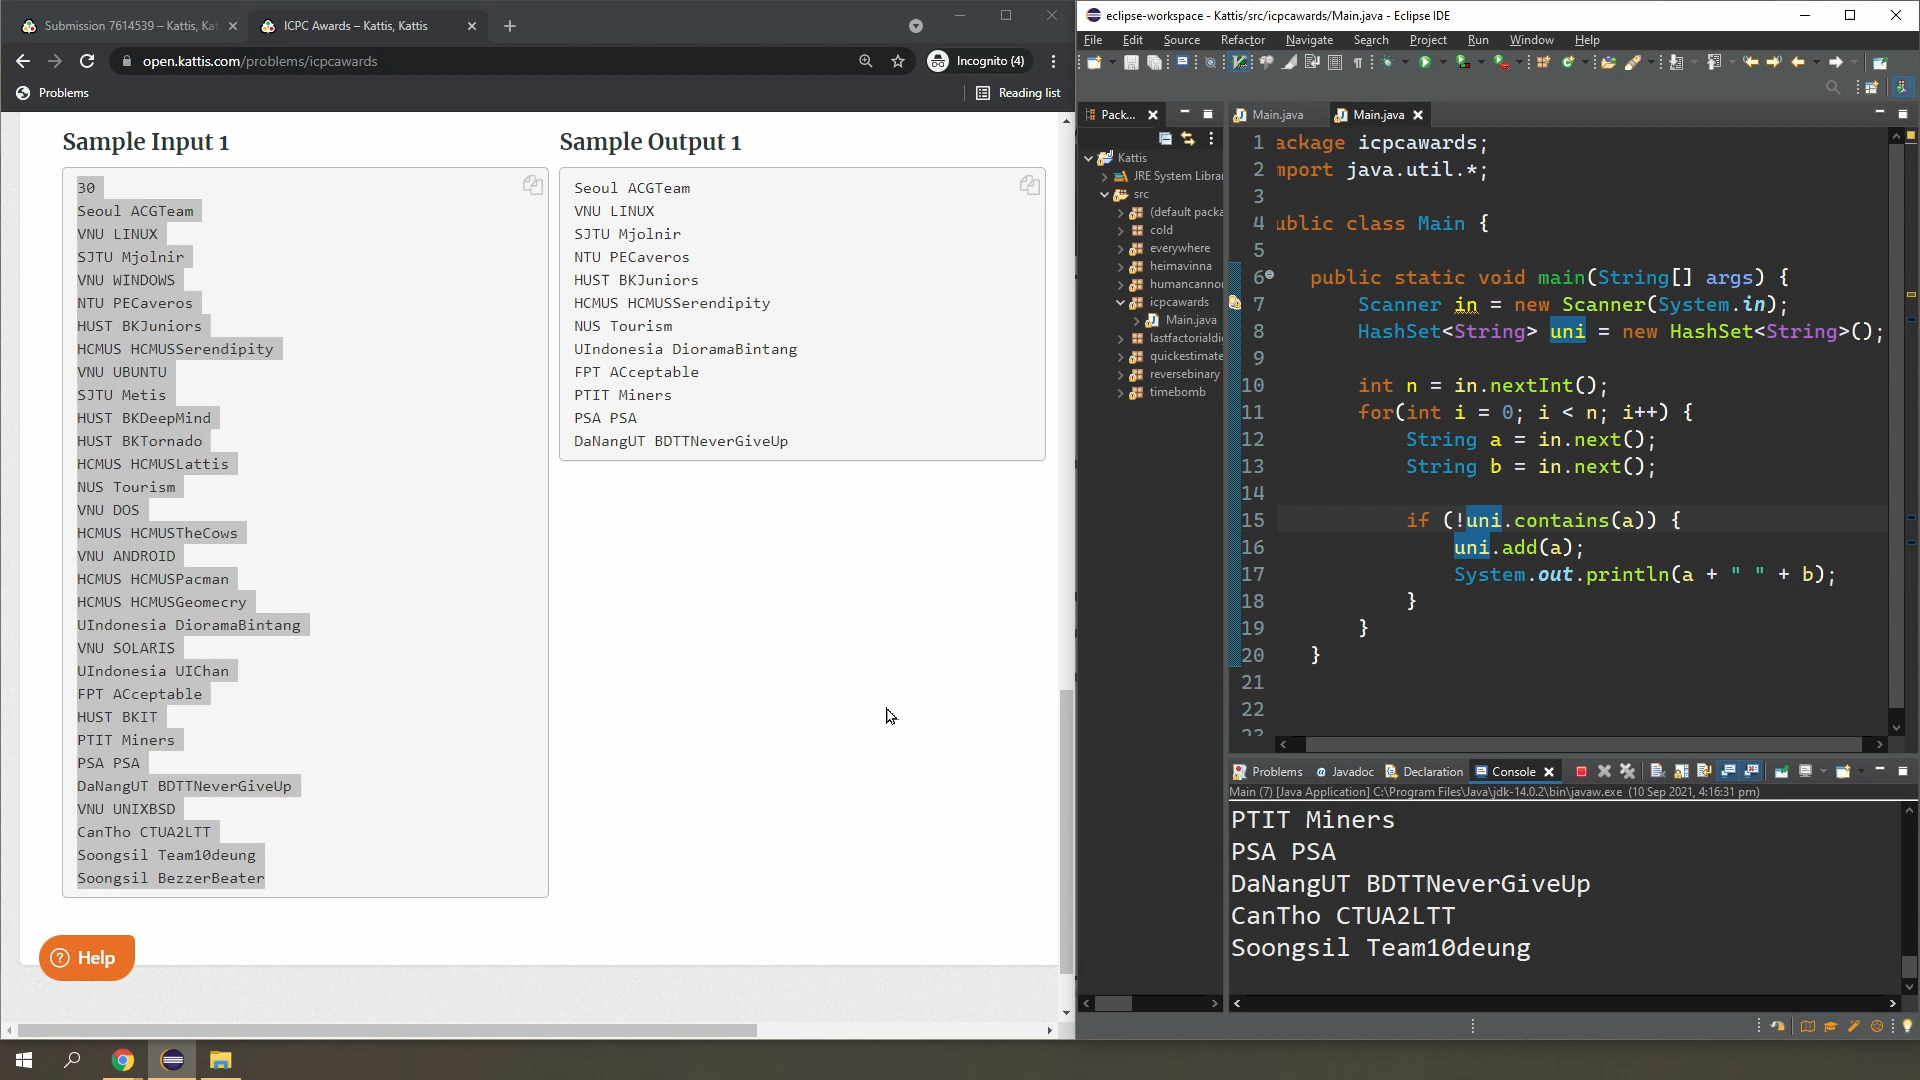 Submission 7614539 – Kattis, Kat
ICPC Awards – Kattis, Kattis
open.kattis.com/problems/icpcawards
Incognito (4)
Problems
Reading list
Sample Input 1
30
Seoul ACGTeam
VNU LINUX
SJTU Mjolnir
VNU WINDOWS
NTU PECaveros
HUST BKJuniors
HCMUS HCMUSSerendipity
VNU UBUNTU
SJTU Metis
HUST BKDeepMind
HUST BKTornado
HCMUS HCMUSLattis
NUS Tourism
VNU DOS
HCMUS HCMUSTheCows
VNU ANDROID
HCMUS HCMUSPacman
HCMUS HCMUSGeomecry
UIndonesia DioramaBintang
VNU SOLARIS
UIndonesia UIChan
FPT ACceptable
HUST BKIT
PTIT Miners
PSA PSA
DaNangUT BDTTNeverGiveUp
VNU UNIXBSD
CanTho CTUA2LTT
Soongsil Team10deung
Soongsil BezzerBeater
Sample Output 1
Seoul ACGTeam
VNU LINUX
SJTU Mjolnir
NTU PECaveros
HUST BKJuniors
HCMUS HCMUSSerendipity
NUS Tourism
UIndonesia DioramaBintang
FPT ACceptable
PTIT Miners
PSA PSA
DaNangUT BDTTNeverGiveUp
Help
eclipse-workspace - Kattis/src/icpcawards/Main.java - Eclipse IDE
File Edit Source Refactor Navigate Search Project Run Window Help
Pack...
Kattis
JRE System Librar
src
(default packa
cold
everywhere
heimavinna
humancannon
icpcawards
Main.java
lastfactorialdig
quickestimate
reversebinary
timebomb
Main.java
Main.java
1 ackage icpcawards;
2 mport java.util.*;
3
4 ublic class Main {
5
6 public static void main(String[] args) {
7 Scanner in = new Scanner(System.in);
8 HashSet<String> uni = new HashSet<String>();
9
10 int n = in.nextInt();
11 for(int i = 0; i < n; i++) {
12 String a = in.next();
13 String b = in.next();
14
15 if (!uni.contains(a)) {
16 uni.add(a);
17 System.out.println(a + " " + b);
18 }
19 }
20 }
21
22
23
Problems Javadoc Declaration Console
Main (7) [Java Application] C:\Program Files\Java\jdk-14.0.2\bin\javaw.exe (10 Sep 2021, 4:16:31 pm)
PTIT Miners
PSA PSA
DaNangUT BDTTNeverGiveUp
CanTho CTUA2LTT
Soongsil Team10deung